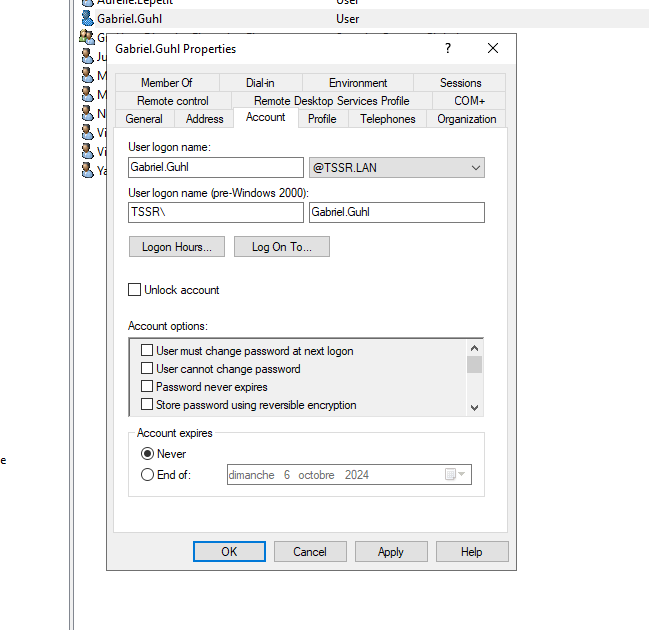 Aurelie.Lepetit User
Gabriel.Guhl User
G
Gabriel.Guhl Properties ? ×
Ju
M
M
N
Vi
Vi
Ya
Member Of Dial-in Environment Sessions
Remote control Remote Desktop Services Profile COM+
General Address Account Profile Telephones Organization
User logon name:
Gabriel.Guhl @TSSR.LAN
User logon name (pre-Windows 2000):
TSSR\ Gabriel.Guhl
Logon Hours... Log On To...
Unlock account
Account options:
User must change password at next logon
User cannot change password
Password never expires
Store password using reversible encryption
Account expires
Never
End of: dimanche 6 octobre 2024
e
OK Cancel Apply Help